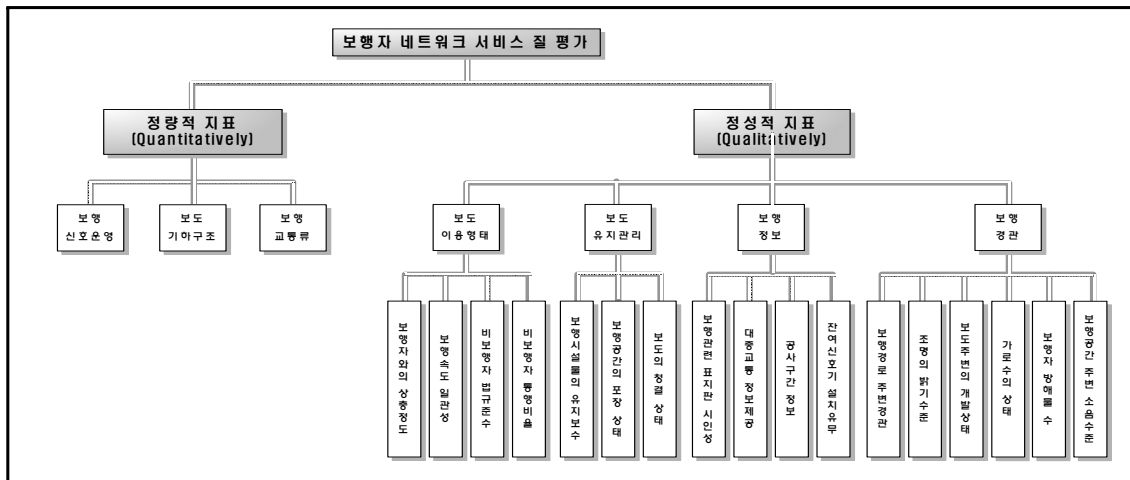 보행자 네트워크 서비스 질 평가
정량적 지표
(Quantitatively)
정성적 지표
(Qualitatively)
보행
신호운영
보도
기하구조
보행
교통류
보도
이용형태
보도
유지관리
보행
정보
보행
경관
보행자와의 상충정도
보행속도 일관성
비보행자 법규준수
비보행자 통행비율
보행시설물의 유지보수
보행공간의 포장 상태
보도의 청결 상태
보행관련 표지판 시인성
대중교통 정보제공
공사구간 정보
잔여신호기 설치유무
보행경로 주변경관
조명의 밝기수준
보도주변의 개발상태
가로수의 상태
보행자 방해물 수
보행공간 주변 소음수준